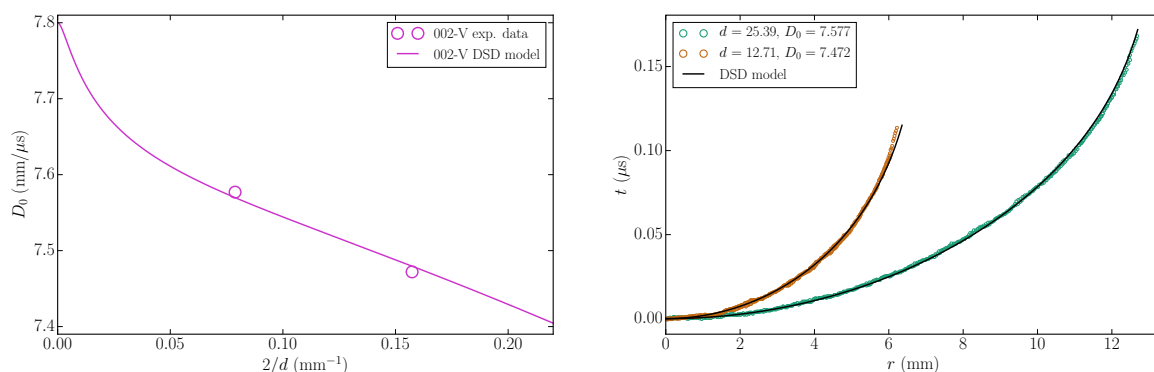 7.8
7.7
7.6
7.5
7.4
D₀ (mm/μs)
0.00 0.05 0.10 0.15 0.20
2/d (mm⁻¹)
002-V exp. data
002-V DSD model
0.15
0.10
0.05
0.00
t (μs)
0 2 4 6 8 10 12
r (mm)
d = 25.39, D₀ = 7.577
d = 12.71, D₀ = 7.472
DSD model